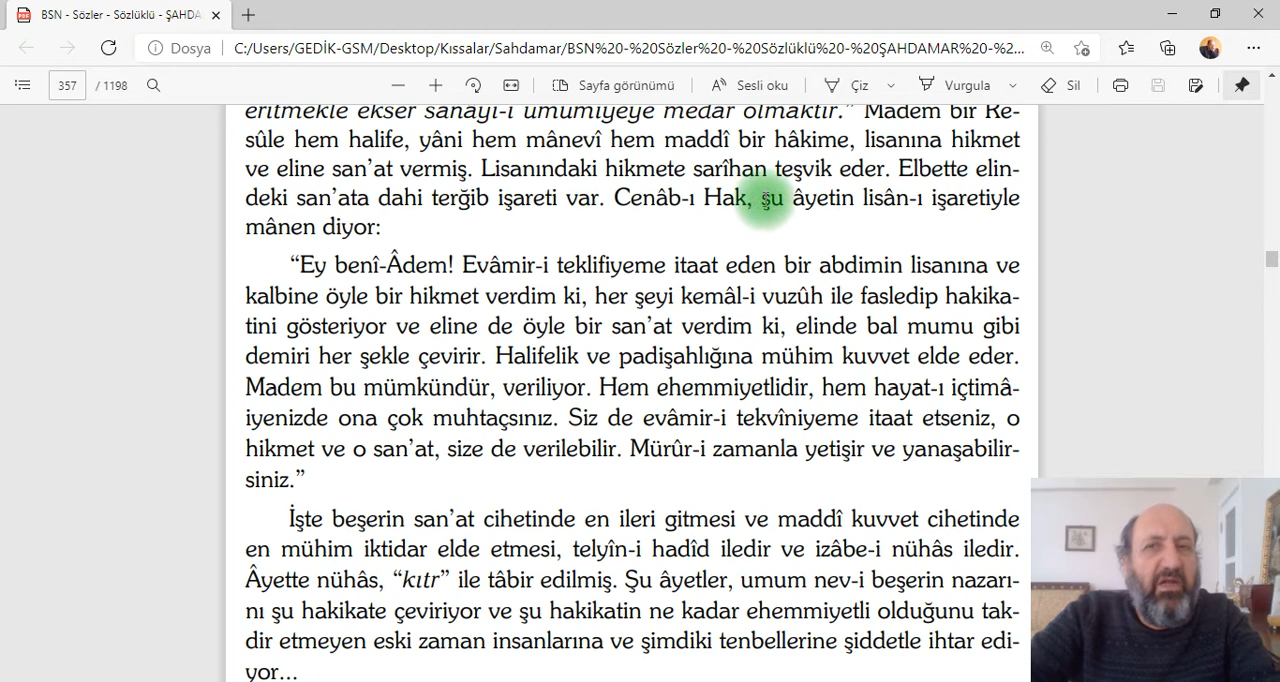 BSN - Sözler - Sözlüklü - ŞAHDA
Dosya
C:/Users/GEDİK-GSM/Desktop/Kıssalar/Sahdamar/BSN%20-%20Sözler%20-%20Sözlüklü%20-%20ŞAHDAMAR%20-%2...
357 / 1198
Sayfa görünümü
Sesli oku
Çiz
Vurgula
Sil
eritmekle ekser sanayi-i umumiyeye medar olmaktır.” Madem bir Re-
sûle hem halife, yâni hem mânevî hem maddî bir hâkime, lisanına hikmet
ve eline san’at vermiş. Lisanındaki hikmete sarîhan teşvik eder. Elbette elin-
deki san’ata dahi terğib işareti var. Cenâb-ı Hak, şu âyetin lisân-ı işaretiyle
mânen diyor:
“Ey benî-Âdem! Evâmir-i teklifiyeme itaat eden bir abdimin lisanına ve
kalbine öyle bir hikmet verdim ki, her şeyi kemâl-i vuzûh ile fasledip hakika-
tini gösteriyor ve eline de öyle bir san’at verdim ki, elinde bal mumu gibi
demiri her şekle çevirir. Halifelik ve padişahlığına mühim kuvvet elde eder.
Madem bu mümkündür, veriliyor. Hem ehemmiyetlidir, hem hayat-ı içtimâ-
iyenizde ona çok muhtaçsınız. Siz de evâmir-i tekvîniyeme itaat etseniz, o
hikmet ve o san’at, size de verilebilir. Mürûr-i zamanla yetişir ve yanaşabilir-
siniz.”
İşte beşerin san’at cihetinde en ileri gitmesi ve maddî kuvvet cihetinde
en mühim iktidar elde etmesi, telyîn-i hadîd iledir ve izâbe-i nühâs iledir.
Âyette nühâs, “kıtr” ile tâbir edilmiş. Şu âyetler, umum nev-i beşerin nazarı-
nı şu hakikate çeviriyor ve şu hakikatin ne kadar ehemmiyetli olduğunu tak-
dir etmeyen eski zaman insanlarına ve şimdiki tenbellerine şiddetle ihtar edi-
yor...